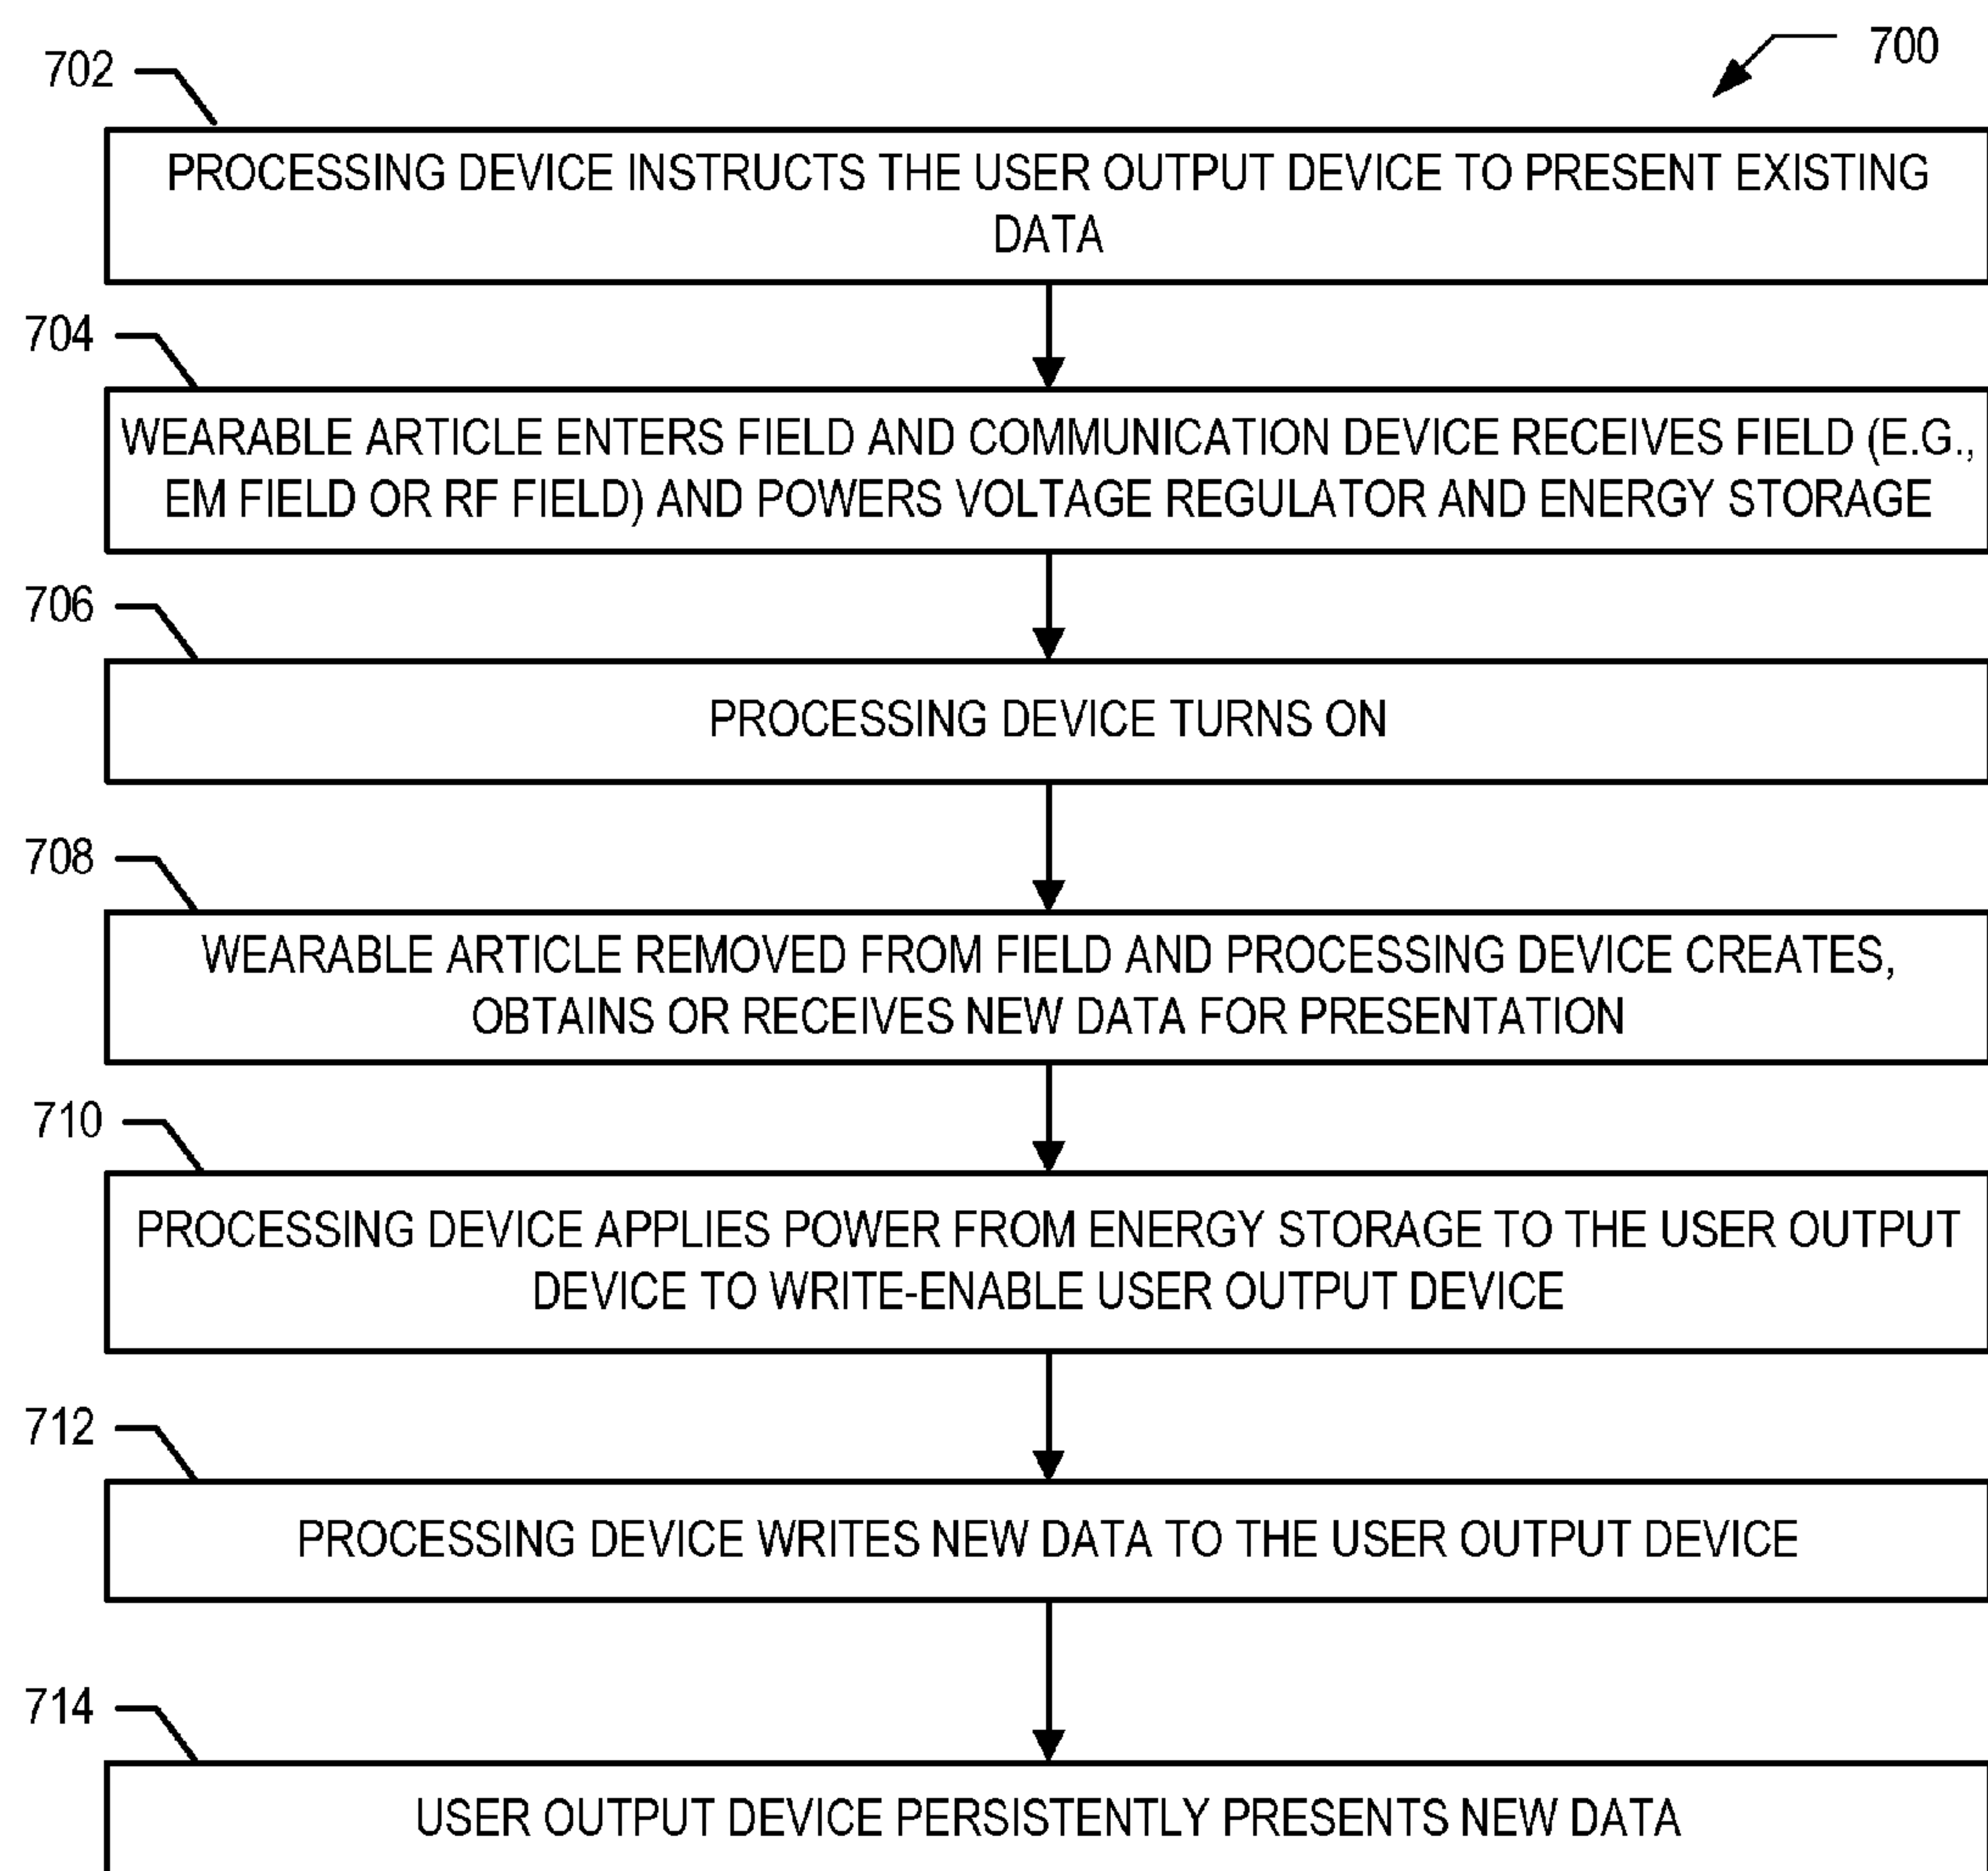 700
702
PROCESSING DEVICE INSTRUCTS THE USER OUTPUT DEVICE TO PRESENT EXISTING
DATA
704
WEARABLE ARTICLE ENTERS FIELD AND COMMUNICATION DEVICE RECEIVES FIELD (E.G.,
EM FIELD OR RF FIELD) AND POWERS VOLTAGE REGULATOR AND ENERGY STORAGE
706
PROCESSING DEVICE TURNS ON
708
WEARABLE ARTICLE REMOVED FROM FIELD AND PROCESSING DEVICE CREATES,
OBTAINS OR RECEIVES NEW DATA FOR PRESENTATION
710
PROCESSING DEVICE APPLIES POWER FROM ENERGY STORAGE TO THE USER OUTPUT
DEVICE TO WRITE-ENABLE USER OUTPUT DEVICE
712
PROCESSING DEVICE WRITES NEW DATA TO THE USER OUTPUT DEVICE
714
USER OUTPUT DEVICE PERSISTENTLY PRESENTS NEW DATA